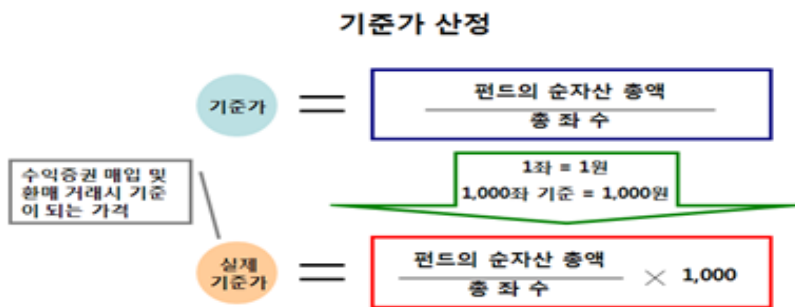 기준가 산정
기준가
펀드의 순자산 총액
총 좌 수
1좌 = 1원
1,000좌 기준 = 1,000원
수익증권 매입 및
환매 거래시 기준
이 되는 가격
실제
기준가
펀드의 순자산 총액
총 좌 수
× 1,000